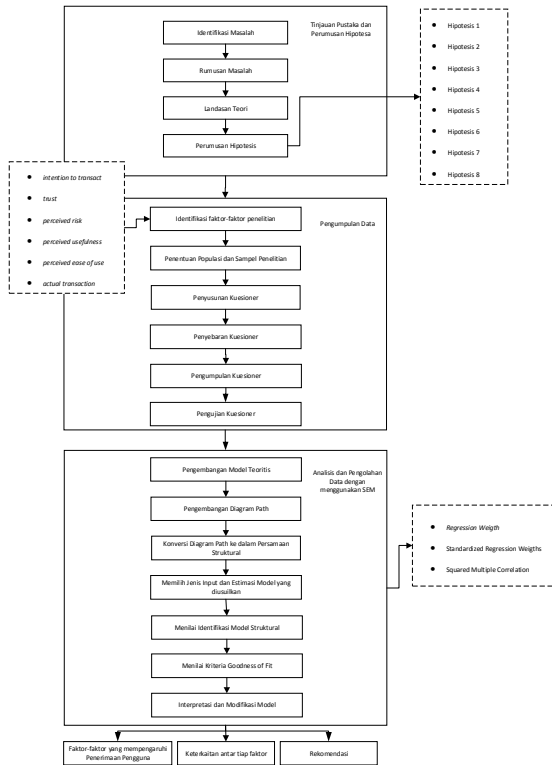 Tinjauan Pustaka dan
Perumusan Hipotesa
Identifikasi Masalah
Rumusan Masalah
Landasan Teori
Perumusan Hipotesis
Hipotesis 1
Hipotesis 2
Hipotesis 3
Hipotesis 4
Hipotesis 5
Hipotesis 6
Hipotesis 7
Hipotesis 8
intention to transact
trust
perceived risk
perceived usefulness
perceived ease of use
actual transaction
Pengumpulan Data
Identifikasi faktor-faktor penelitian
Penentuan Populasi dan Sampel Penelitian
Penyusunan Kuesioner
Penyebaran Kuesioner
Pengumpulan Kuesioner
Pengujian Kuesioner
Analisis dan Pengolahan
Data dengan
menggunakan SEM
Pengembangan Model Teoritis
Pengembangan Diagram Path
Konversi Diagram Path ke dalam Persamaan
Struktural
Memilih Jenis Input dan Estimasi Model yang
diusulkan
Menilai Identifikasi Model Struktural
Menilai Kriteria Goodness of Fit
Interpretasi dan Modifikasi Model
Regression Weigth
Standardized Regression Weigths
Squared Multiple Correlation
Faktor-faktor yang mempengaruhi
Penerimaan Pengguna
Keterkaitan antar tiap faktor
Rekomendasi